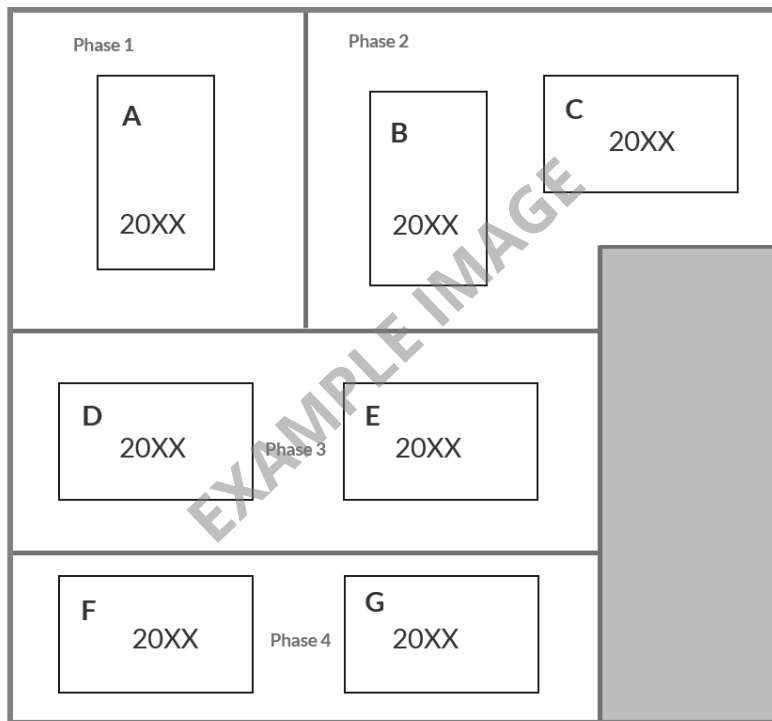 Phase 1
A
20XX
Phase 2
B
20XX
C
20XX
EXAMPLE IMAGE
D
20XX
Phase 3
E
20XX
F
20XX
Phase 4
G
20XX